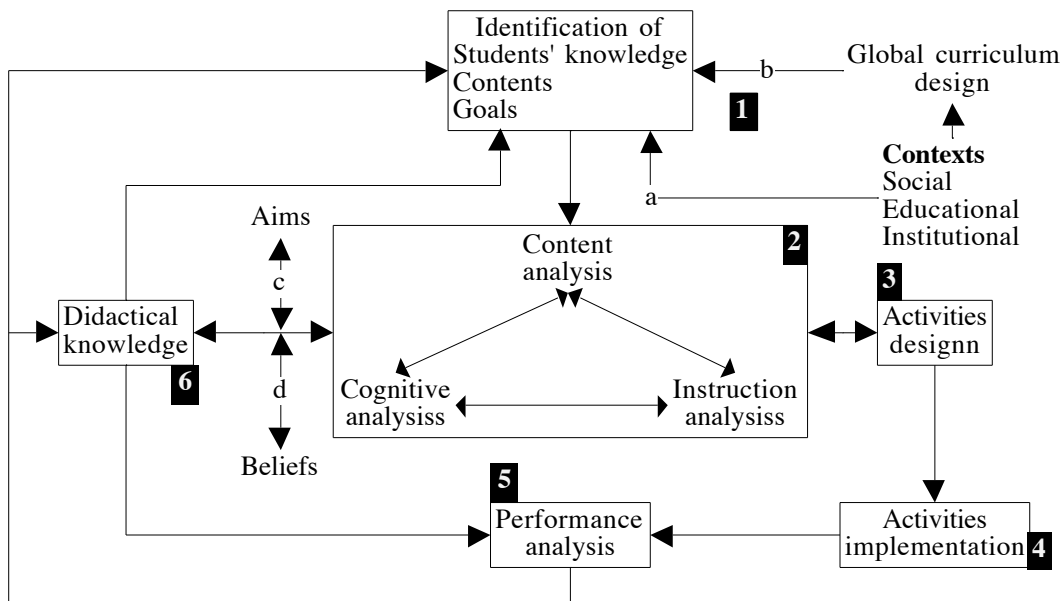 Identification of
Students' knowledge
Contents
Goals
1
b
Global curriculum
design
Contexts
Social
Educational
Institutional
a
Aims
c
d
Beliefs
2
Content
analysis
Cognitive
analysiss
Instruction
analysiss
3
Activities
designn
Didactical
knowledge
6
5
Performance
analysis
Activities
implementation
4